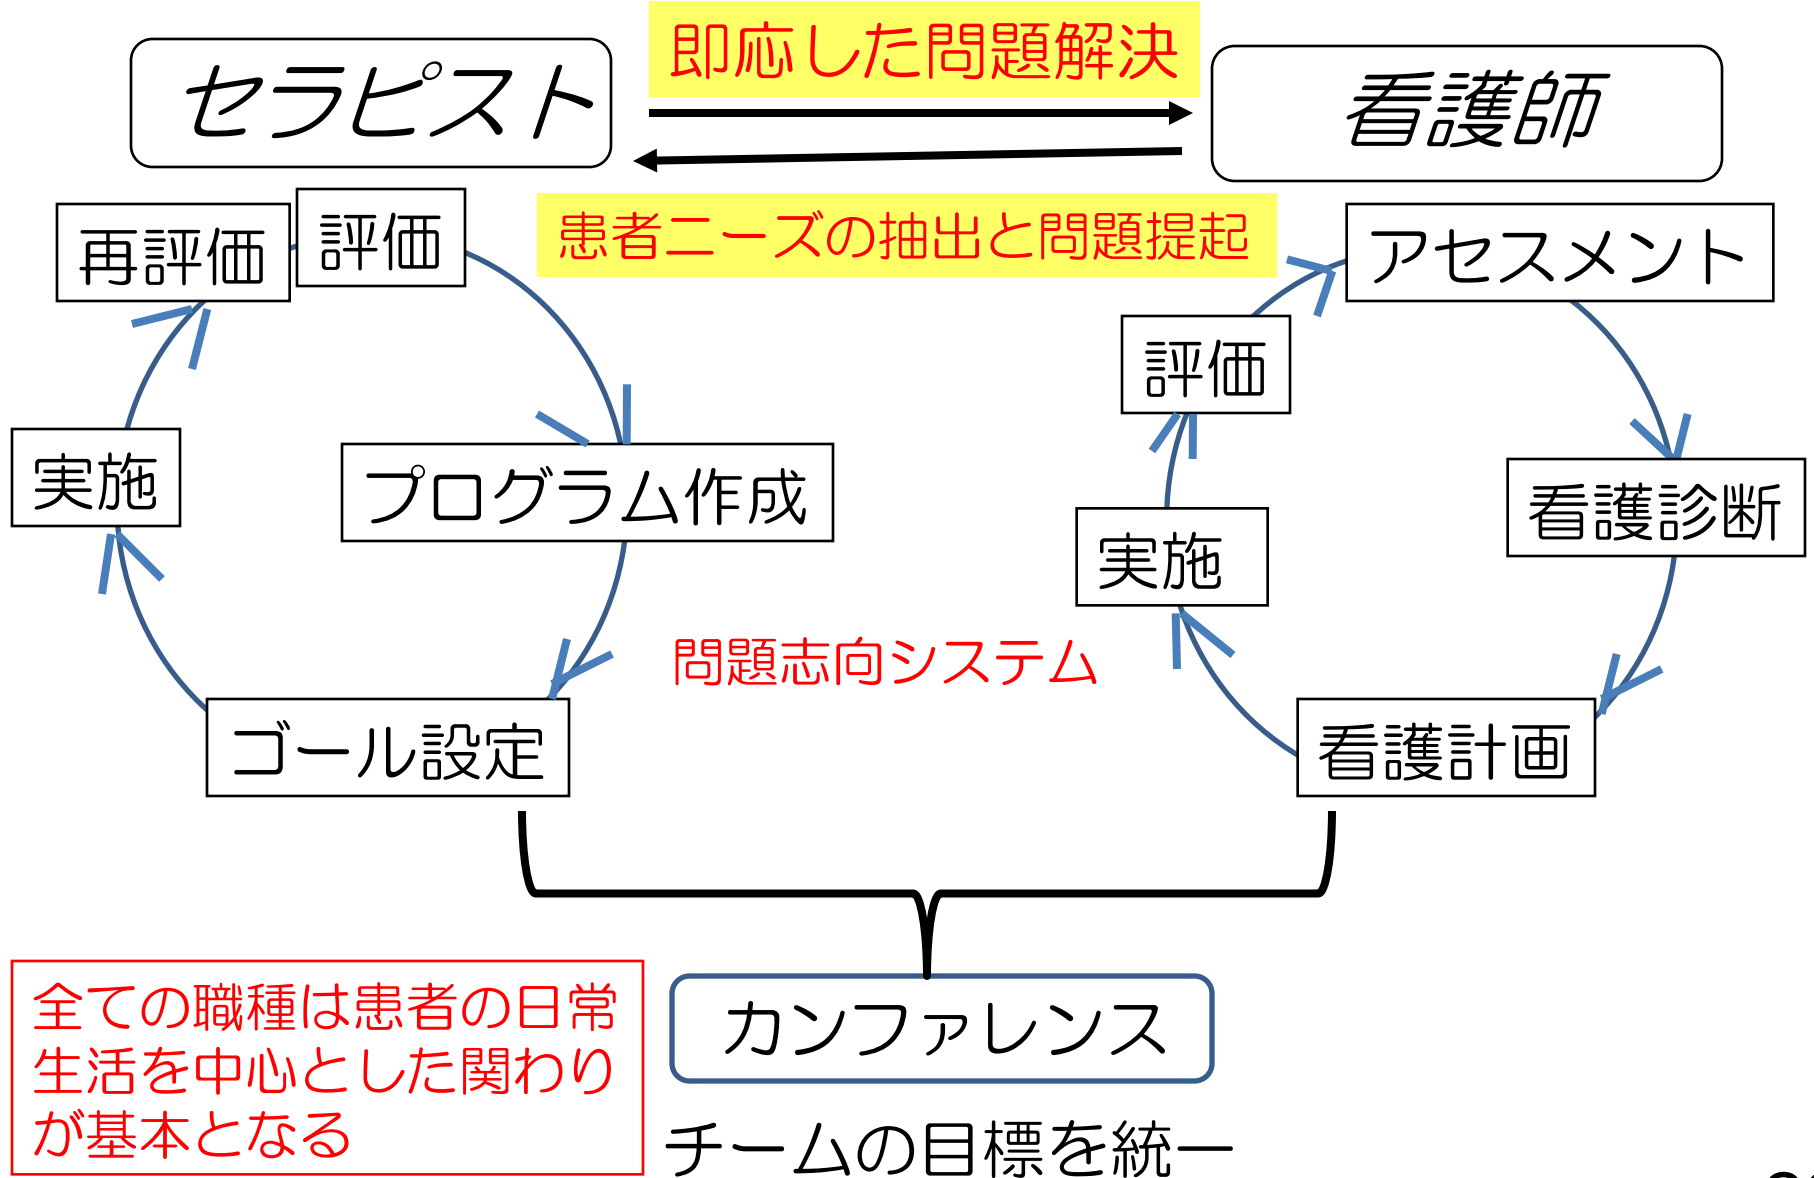 即応した問題解決
セラピスト
看護師
患者ニーズの抽出と問題提起
再評価
評価
アセスメント
評価
実施
プログラム作成
看護診断
実施
問題志向システム
ゴール設定
看護計画
全ての職種は患者の日常
生活を中心とした関わり
が基本となる
カンファレンス
チームの目標を統一